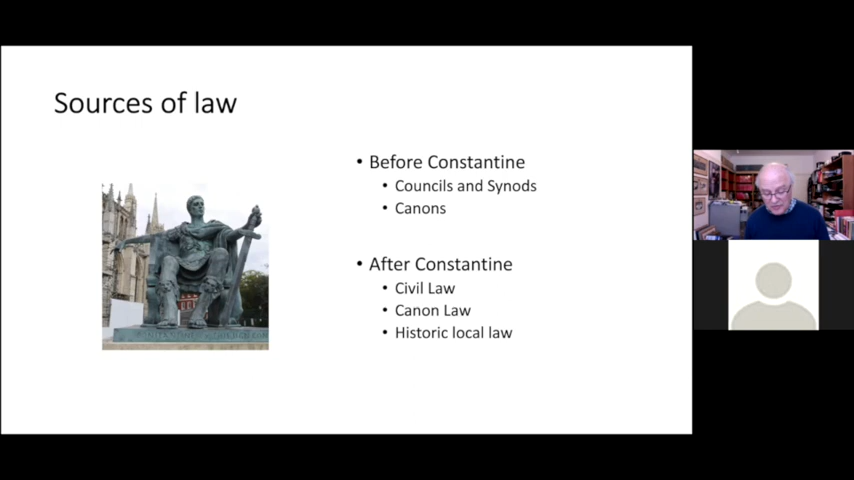 Sources of law
• Before Constantine
• Councils and Synods
• Canons
• After Constantine
• Civil Law
• Canon Law
• Historic local law